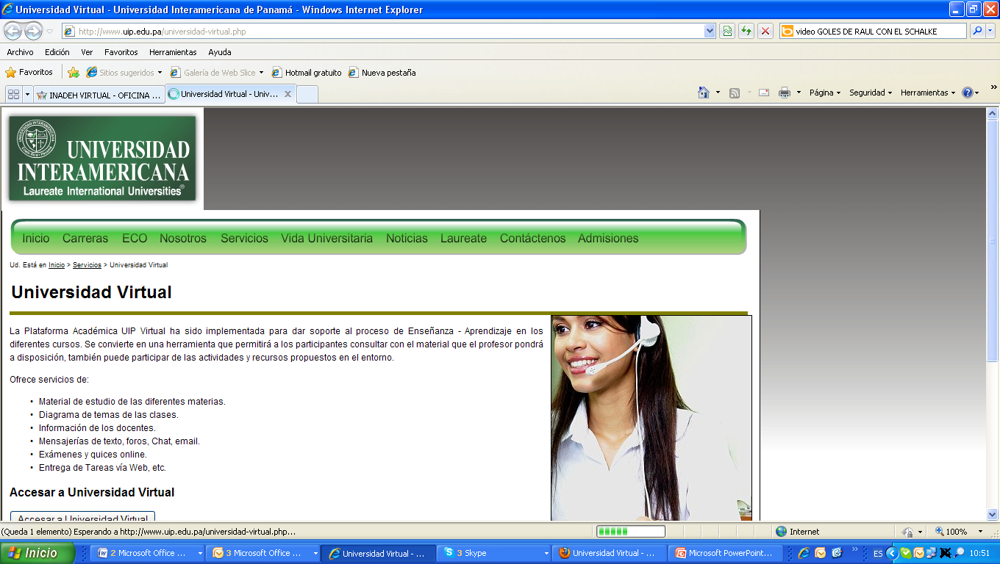 Universidad Virtual - Universidad Interamericana de Panamá - Windows Internet Explorer
http://www.uip.edu.pa/universidad-virtual.php
video GOLES DE RAUL CON EL SCHALKE
Archivo Edición Ver Favoritos Herramientas Ayuda
Favoritos Sitios sugeridos Galería de Web Slice Hotmail gratuito Nueva pestaña
INADEH VIRTUAL - OFICINA ... Universidad Virtual - Univ... Página Seguridad Herramientas
UNIVERSIDAD
INTERAMERICANA
Laureate International Universities®
Inicio Carreras ECO Nosotros Servicios Vida Universitaria Noticias Laureate Contáctenos Admisiones
Ud. Está en Inicio > Servicios > Universidad Virtual
Universidad Virtual
La Plataforma Académica UIP Virtual ha sido implementada para dar soporte al proceso de Enseñanza - Aprendizaje en los
diferentes cursos. Se convierte en una herramienta que permitirá a los participantes consultar con el material que el profesor pondrá
a disposición, también puede participar de las actividades y recursos propuestos en el entorno.
Ofrece servicios de:
• Material de estudio de las diferentes materias.
• Diagrama de temas de las clases.
• Información de los docentes.
• Mensajerías de texto, foros, Chat, email.
• Exámenes y quices online.
• Entrega de Tareas vía Web, etc.
Accesar a Universidad Virtual
Accesar a Universidad Virtual
(Queda 1 elemento) Esperando a http://www.uip.edu.pa/universidad-virtual.php... Internet 100%
Inicio 2 Microsoft Office ... 3 Microsoft Office ... Universidad Virtual - ... 3 Skype Universidad Virtual - ... Microsoft PowerPoint... ES 10:51